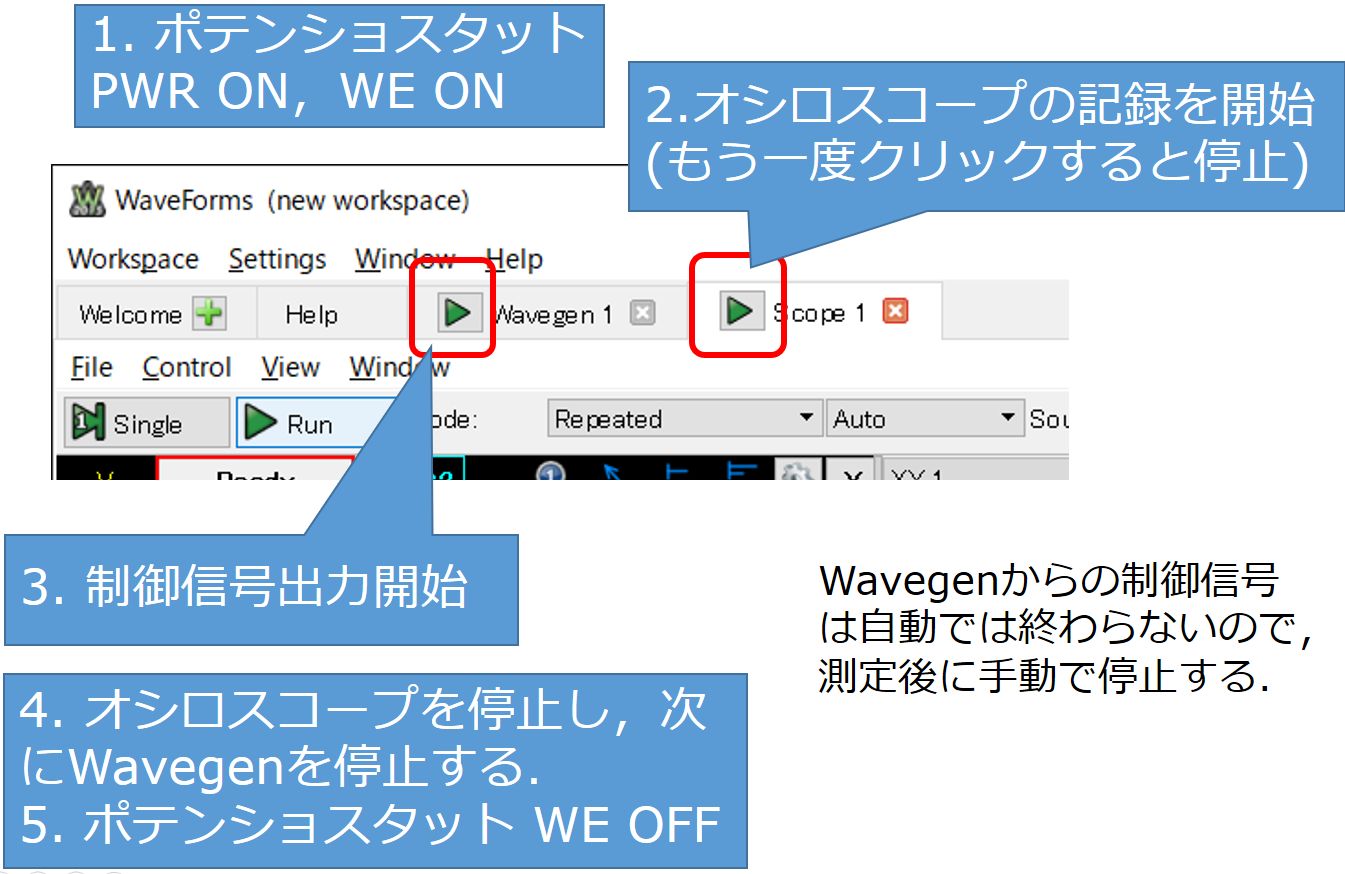 1. ポテンショスタット
PWR ON，WE ON
2.オシロスコープの記録を開始
(もう一度クリックすると停止)
WaveForms (new workspace)
Workspace Settings Window Help
Welcome Help Wavegen 1 Scope 1
File Control View Window
Single Run ode: Repeated Auto Sou
Ready XY 1
3. 制御信号出力開始
Wavegenからの制御信号
は自動では終わらないので，
測定後に手動で停止する．
4. オシロスコープを停止し，次
にWavegenを停止する．
5. ポテンショスタット WE OFF